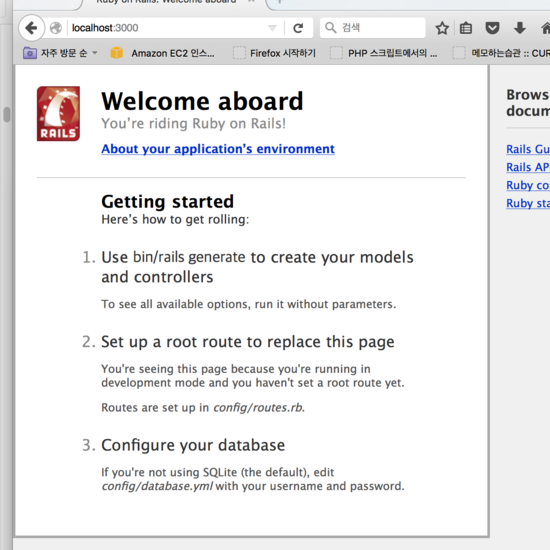 Ruby on Rails: Welcome aboard
localhost:3000
검색
자주 방문 순
Amazon EC2 인스...
Firefox 시작하기
PHP 스크립트에서의 ...
메모하는습관 :: CUR
RAILS
Welcome aboard
You're riding Ruby on Rails!
About your application's environment
Getting started
Here's how to get rolling:
1. Use bin/rails generate to create your models
and controllers
To see all available options, run it without parameters.
2. Set up a root route to replace this page
You're seeing this page because you're running in
development mode and you haven't set a root route yet.
Routes are set up in config/routes.rb.
3. Configure your database
If you're not using SQLite (the default), edit
config/database.yml with your username and password.
Brows
docum
Rails Gu
Rails AP
Ruby co
Ruby sta